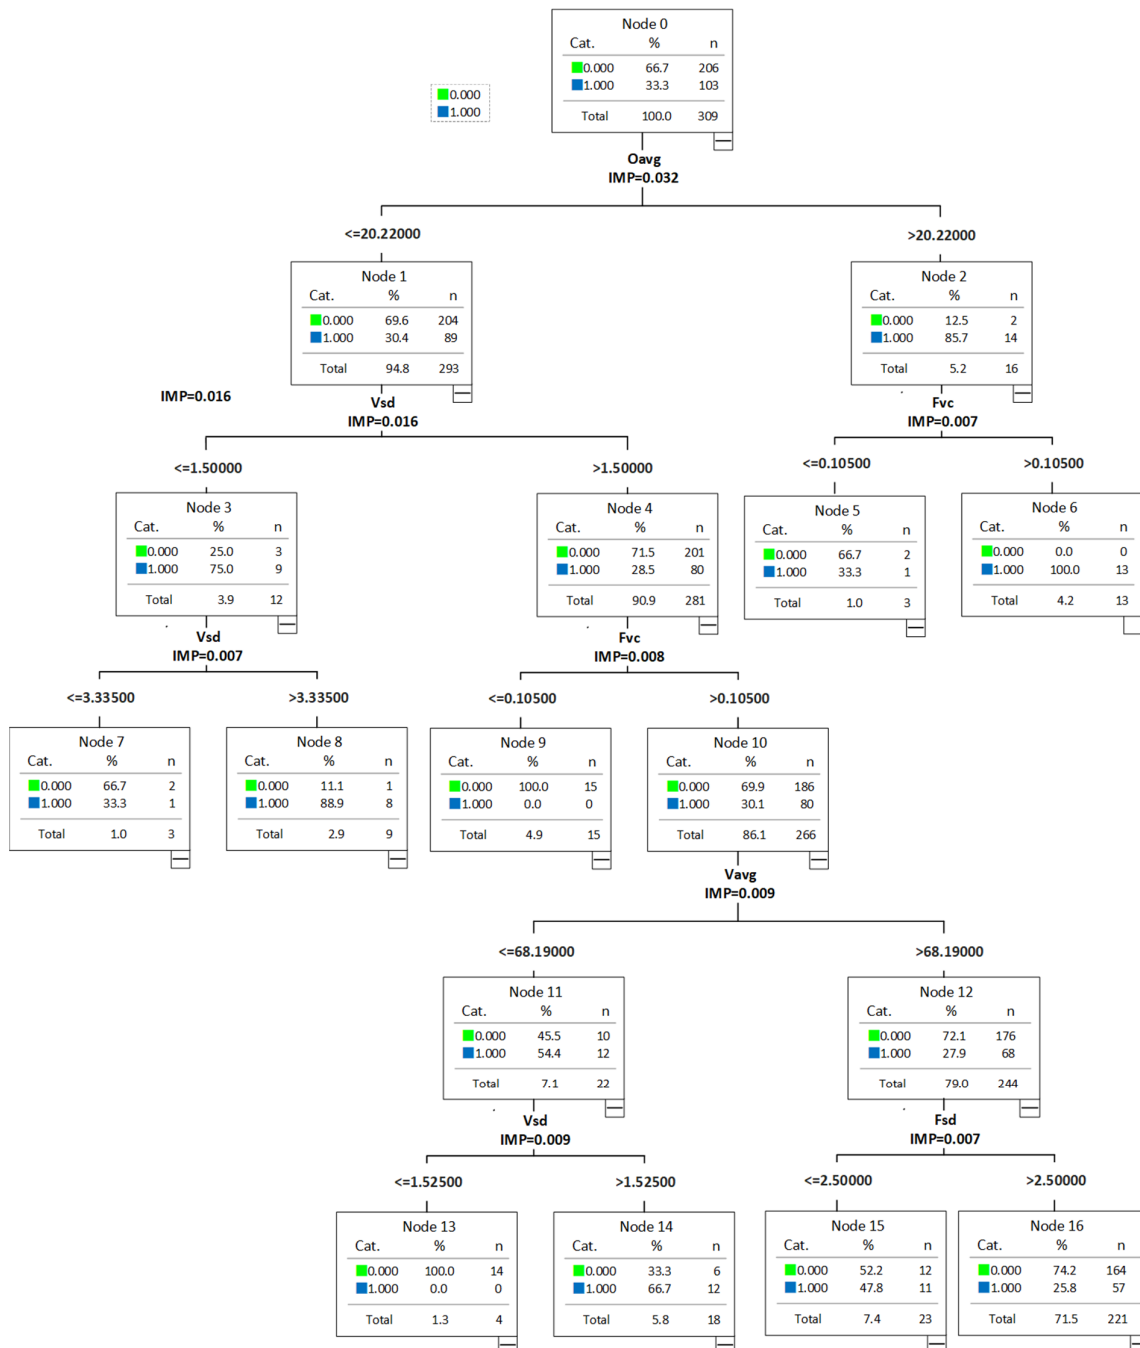 Node 0
Cat. % n
0.000 66.7 206
1.000 33.3 103
Total 100.0 309
0.000
1.000
Oavg
IMP=0.032
<=20.22000
>20.22000
Node 1
Cat. % n
0.000 69.6 204
1.000 30.4 89
Total 94.8 293
Node 2
Cat. % n
0.000 12.5 2
1.000 85.7 14
Total 5.2 16
IMP=0.016
Vsd
IMP=0.016
Fvc
IMP=0.007
<=1.50000
>1.50000
<=0.10500
>0.10500
Node 3
Cat. % n
0.000 25.0 3
1.000 75.0 9
Total 3.9 12
Node 4
Cat. % n
0.000 71.5 201
1.000 28.5 80
Total 90.9 281
Node 5
Cat. % n
0.000 66.7 2
1.000 33.3 1
Total 1.0 3
Node 6
Cat. % n
0.000 0.0 0
1.000 100.0 13
Total 4.2 13
Vsd
IMP=0.007
Fvc
IMP=0.008
<=3.33500
>3.33500
<=0.10500
>0.10500
Node 7
Cat. % n
0.000 66.7 2
1.000 33.3 1
Total 1.0 3
Node 8
Cat. % n
0.000 11.1 1
1.000 88.9 8
Total 2.9 9
Node 9
Cat. % n
0.000 100.0 15
1.000 0.0 0
Total 4.9 15
Node 10
Cat. % n
0.000 69.9 186
1.000 30.1 80
Total 86.1 266
Vavg
IMP=0.009
<=68.19000
>68.19000
Node 11
Cat. % n
0.000 45.5 10
1.000 54.4 12
Total 7.1 22
Node 12
Cat. % n
0.000 72.1 176
1.000 27.9 68
Total 79.0 244
Vsd
IMP=0.009
Fsd
IMP=0.007
<=1.52500
>1.52500
<=2.50000
>2.50000
Node 13
Cat. % n
0.000 100.0 14
1.000 0.0 0
Total 1.3 4
Node 14
Cat. % n
0.000 33.3 6
1.000 66.7 12
Total 5.8 18
Node 15
Cat. % n
0.000 52.2 12
1.000 47.8 11
Total 7.4 23
Node 16
Cat. % n
0.000 74.2 164
1.000 25.8 57
Total 71.5 221